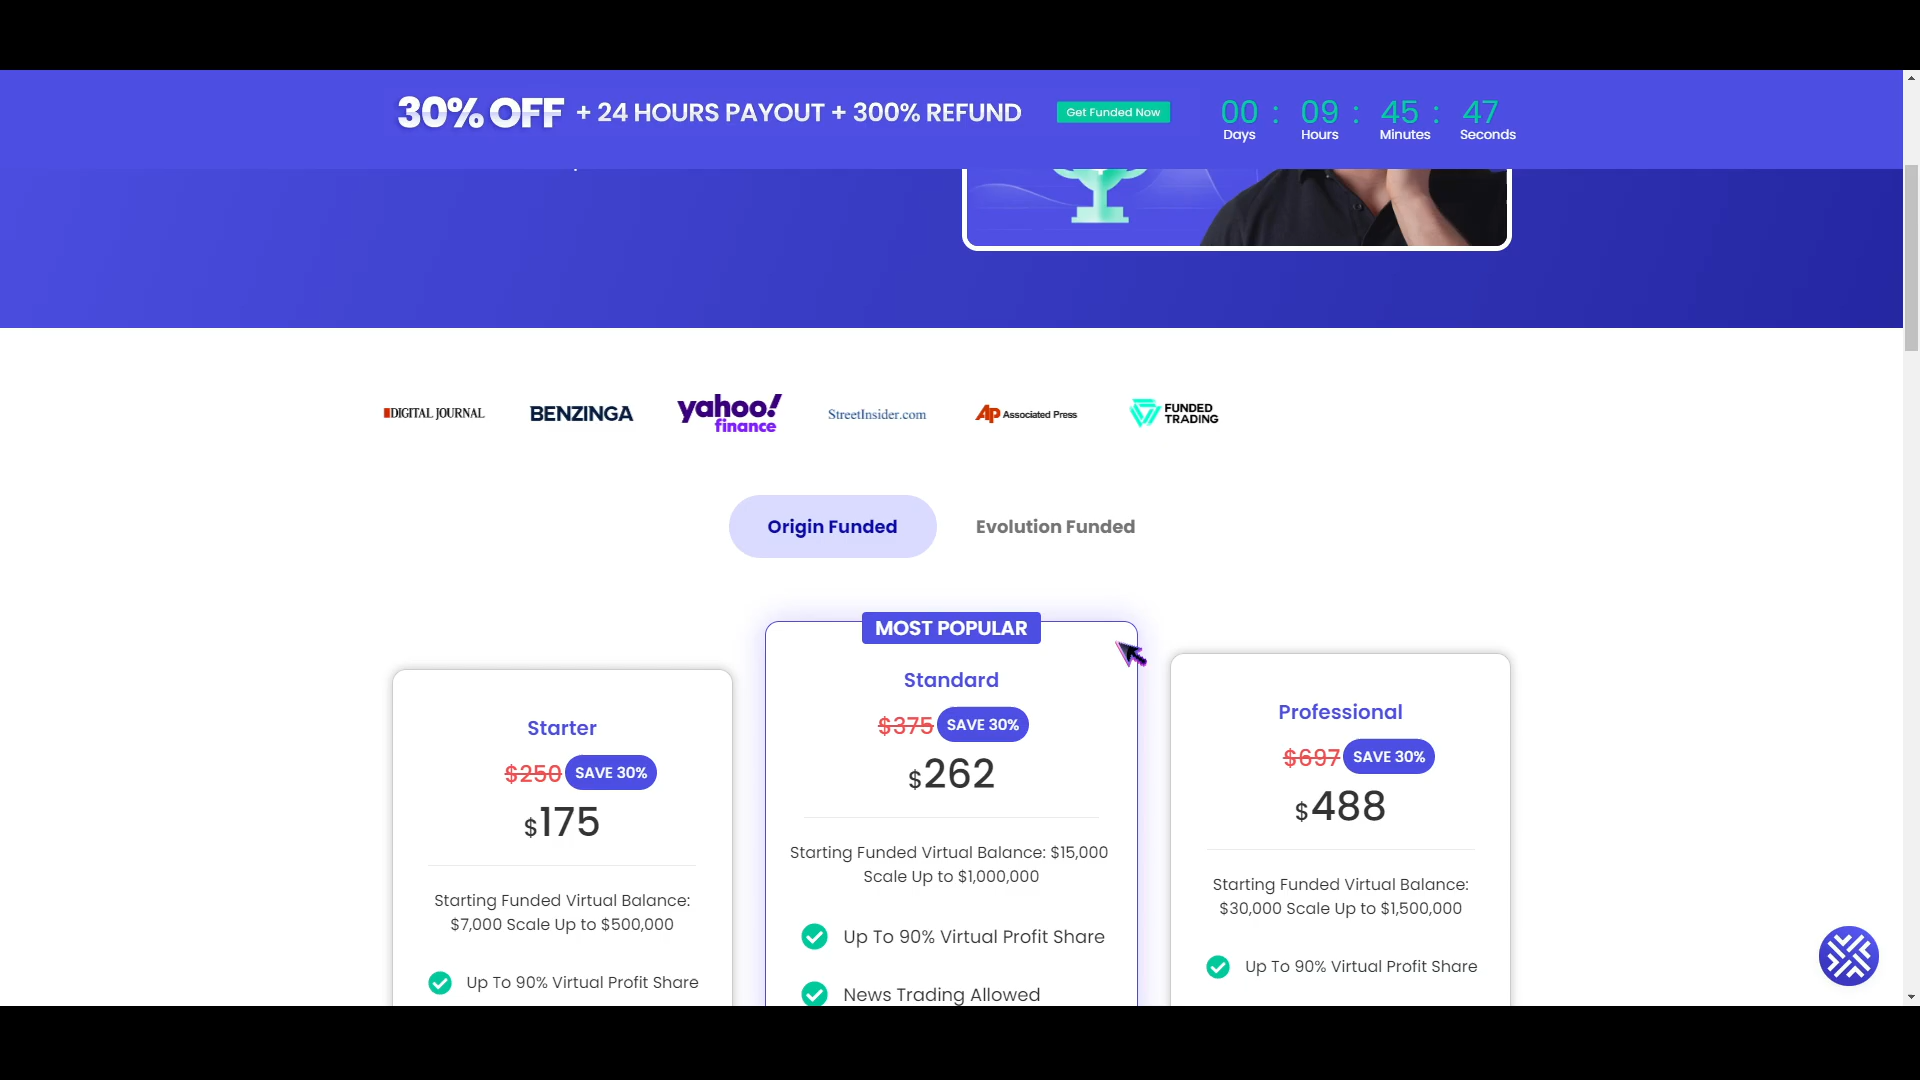 30% OFF + 24 HOURS PAYOUT + 300% REFUND
Get Funded Now
00 : 09 : 45 : 47
Days Hours Minutes Seconds
DIGITAL JOURNAL
BENZINGA
yahoo!
finance
StreetInsider.com
AP Associated Press
FUNDED
TRADING
Origin Funded
Evolution Funded
Starter
$250 SAVE 30%
$175
Starting Funded Virtual Balance:
$7,000 Scale Up to $500,000
Up To 90% Virtual Profit Share
MOST POPULAR
Standard
$375 SAVE 30%
$262
Starting Funded Virtual Balance: $15,000
Scale Up to $1,000,000
Up To 90% Virtual Profit Share
News Trading Allowed
Professional
$697 SAVE 30%
$488
Starting Funded Virtual Balance:
$30,000 Scale Up to $1,500,000
Up To 90% Virtual Profit Share